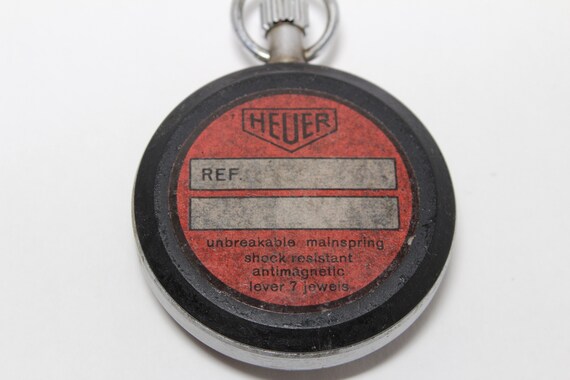 HEUER
REF.
unbreakable mainspring
shock resistant
antimagnetic
lever 7 jewels